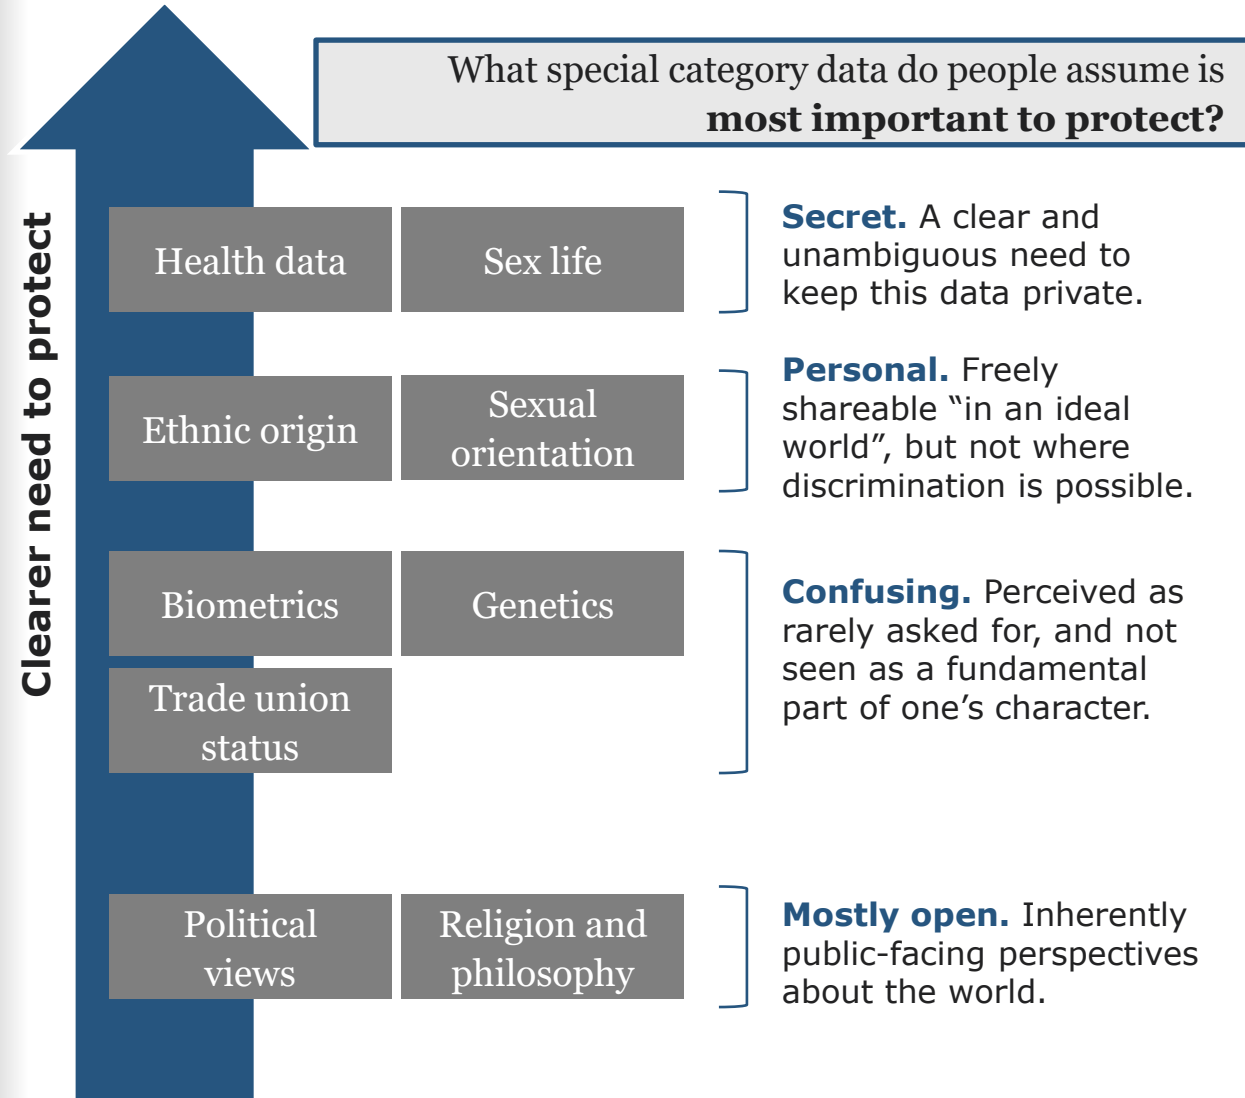 What special category data do people assume is
most important to protect?
Clearer need to protect
Health data
Sex life
Secret. A clear and
unambiguous need to
keep this data private.
Ethnic origin
Sexual
orientation
Personal. Freely
shareable “in an ideal
world”, but not where
discrimination is possible.
Biometrics
Genetics
Trade union
status
Confusing. Perceived as
rarely asked for, and not
seen as a fundamental
part of one’s character.
Political
views
Religion and
philosophy
Mostly open. Inherently
public-facing perspectives
about the world.